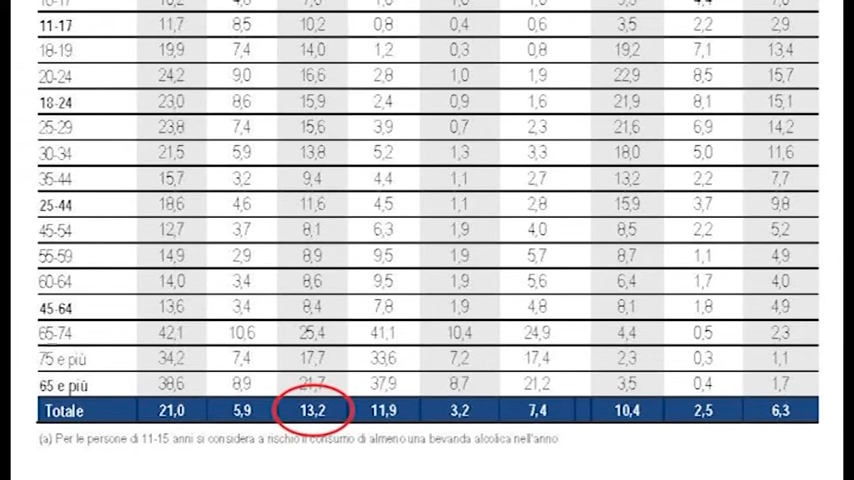 11-17 11,7 8,5 10,2 0,8 0,4 0,6 3,5 2,2 2,9
18-19 19,9 7,4 14,0 1,2 0,3 0,8 19,2 7,1 13,4
20-24 24,2 9,0 16,6 2,8 1,0 1,9 22,9 8,5 15,7
18-24 23,0 8,6 15,9 2,4 0,9 1,6 21,9 8,1 15,1
25-29 23,8 7,4 15,6 3,9 0,7 2,3 21,6 6,9 14,2
30-34 21,5 5,9 13,8 5,2 1,3 3,3 18,0 5,0 11,6
35-44 15,7 3,2 9,4 4,4 1,1 2,7 13,2 2,2 7,7
25-44 18,6 4,6 11,6 4,5 1,1 2,8 15,9 3,7 9,8
45-54 12,7 3,7 8,1 6,3 1,9 4,0 8,5 2,2 5,2
55-59 14,9 2,9 8,9 9,5 1,9 5,7 8,7 1,1 4,9
60-64 14,0 3,4 8,6 9,5 1,9 5,6 6,4 1,7 4,0
45-64 13,6 3,4 8,4 7,8 1,9 4,8 8,1 1,8 4,9
65-74 42,1 10,6 25,4 41,1 10,4 24,9 4,4 0,5 2,3
75 e più 34,2 7,4 17,7 33,6 7,2 17,4 2,3 0,3 1,1
65 e più 38,6 8,9 21,7 37,9 8,7 21,2 3,5 0,4 1,7
Totale 21,0 5,9 13,2 11,9 3,2 7,4 10,4 2,5 6,3
(a) Per le persone di 11-15 anni si considera a rischio il consumo di almeno una bevanda alcolica nell'anno